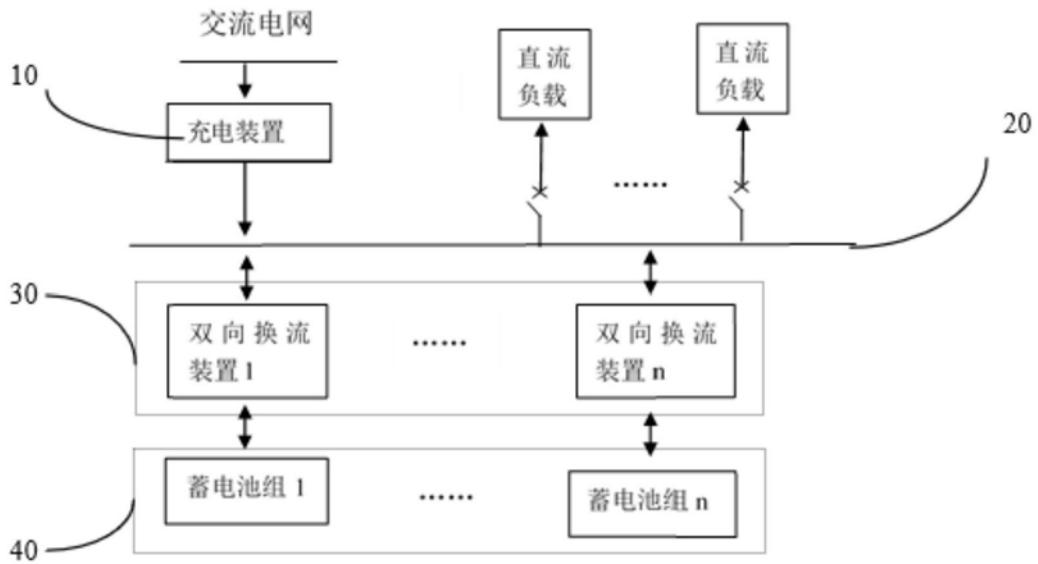 交流电网
10
充电装置
直流
负载
直流
负载
……
20
30
双向换流
装置1
……
双向换流
装置n
40
蓄电池组 1
……
蓄电池组 n